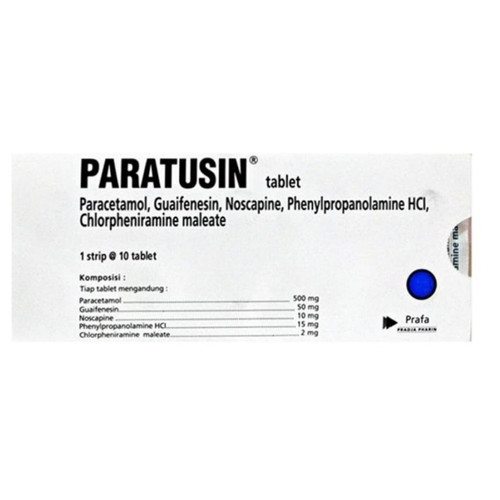 PARATUSIN® tablet
Paracetamol, Guaifenesin, Noscapine, Phenylpropanolamine HCl,
Chlorpheniramine maleate
1 strip @ 10 tablet
Komposisi :
Tiap tablet mengandung :
Paracetamol 500 mg
Guaifenesin 50 mg
Noscapine 10 mg
Phenylpropanolamine HCl 15 mg
Chlorpheniramine maleate 2 mg
Prafa
PRADJA PHARIN